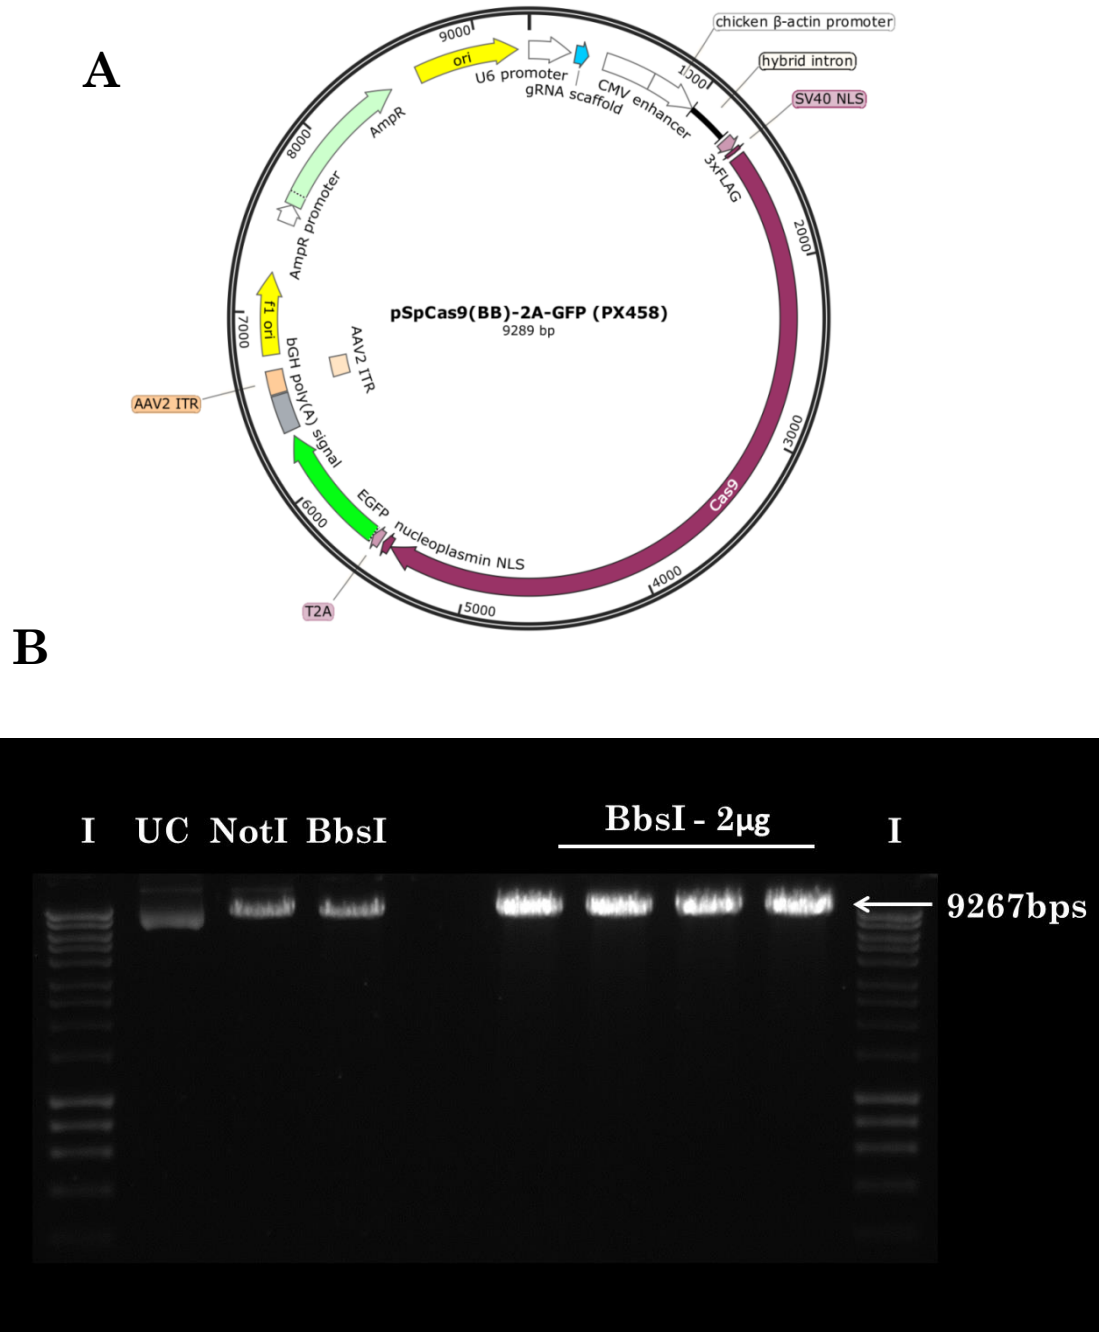 A
9000
ori
U6 promoter
gRNA scaffold
CMV enhancer
1000
chicken β-actin promoter
hybrid intron
SV40 NLS
3xFLAG
AmpR
8000
AmpR promoter
2000
pSpCas9(BB)-2A-GFP (PX458)
9289 bp
f1 ori
7000
AAV2 ITR
bGH poly(A) signal
AAV2 ITR
3000
Cas9
EGFP
6000
nucleoplasmin NLS
4000
5000
T2A
B
I UC NotI BbsI BbsI - 2µg I
9267bps